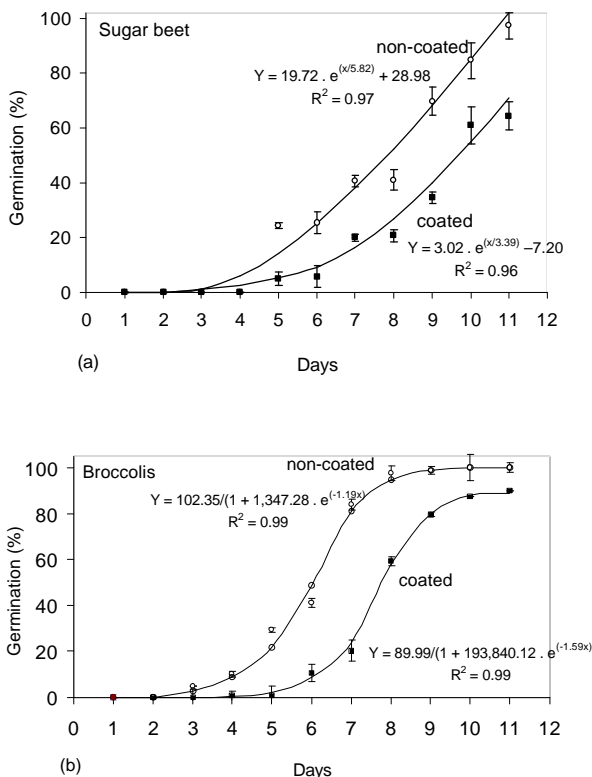 Sugar beet
non-coated
Y = 19.72 . e^(x/5.82) + 28.98
R² = 0.97
coated
Y = 3.02 . e^(x/3.39) –7.20
R² = 0.96
Germination (%)
100
80
60
40
20
0
0 1 2 3 4 5 6 7 8 9 10 11 12
(a)
Days
Broccolis
non-coated
Y = 102.35/(1 + 1,347.28 . e^(-1.19x)
R² = 0.99
coated
Y = 89.99/(1 + 193,840.12 . e^(-1.59x)
R² = 0.99
Germination (%)
100
80
60
40
20
0
0 1 2 3 4 5 6 7 8 9 10 11 12
(b)
Days